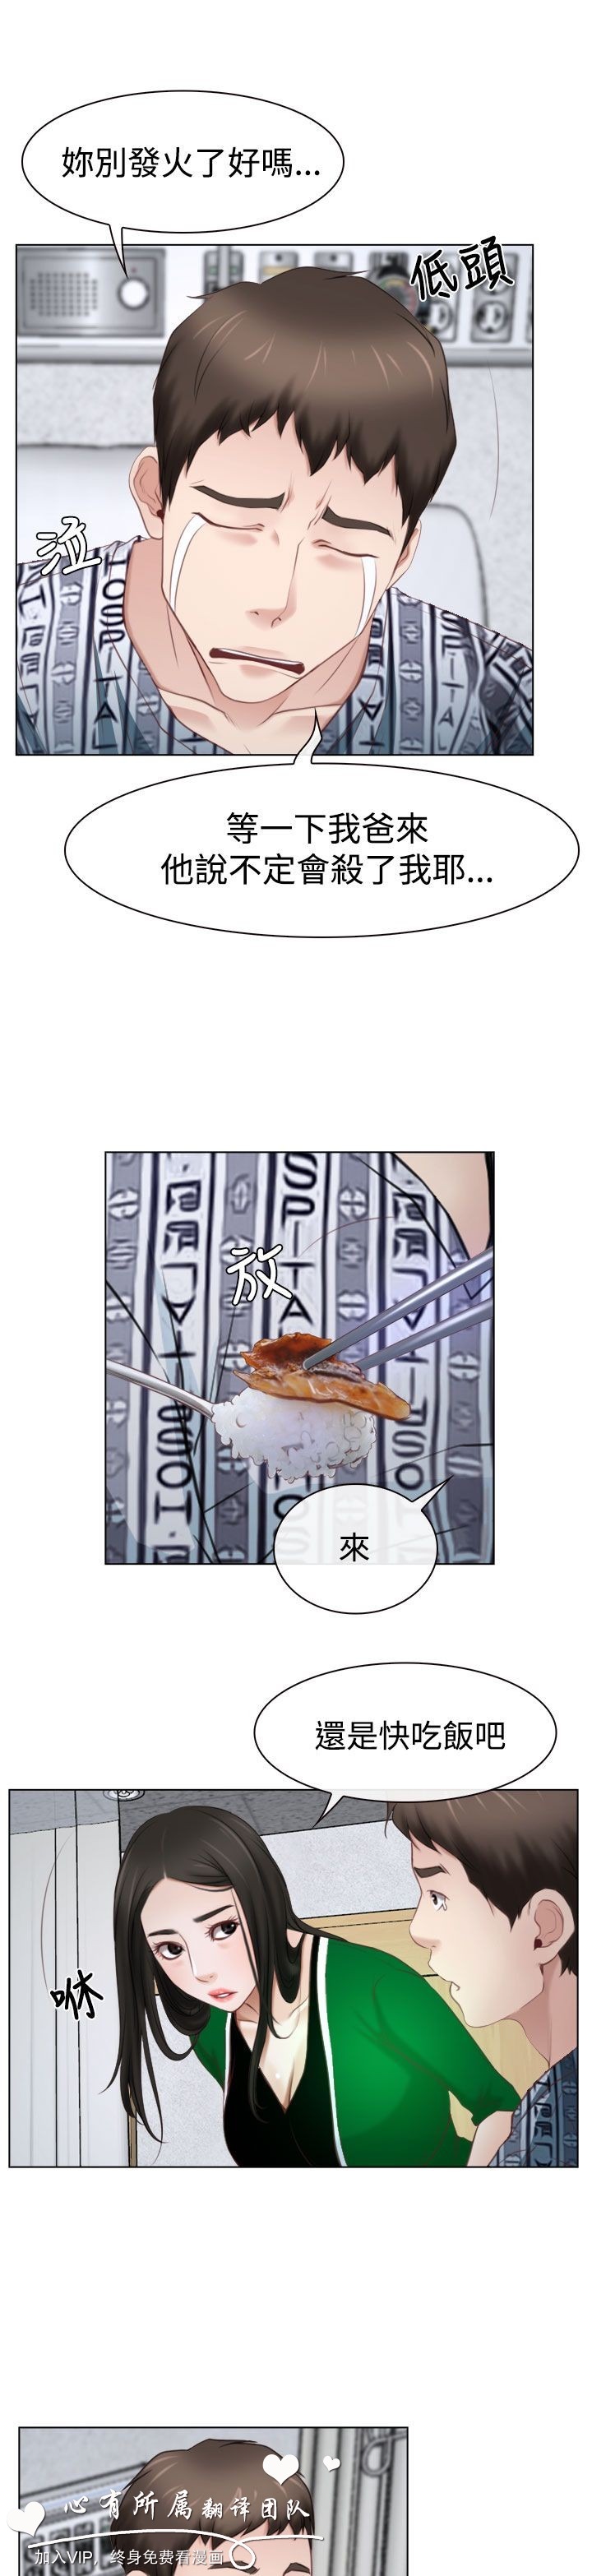 妳別發火了好嗎...
低頭
泣
等一下我爸來
他說不定會殺了我耶...
SPITA
放
來
還是快吃飯吧
咻
心有所属翻译团队
加入VIP，终身免费看漫画